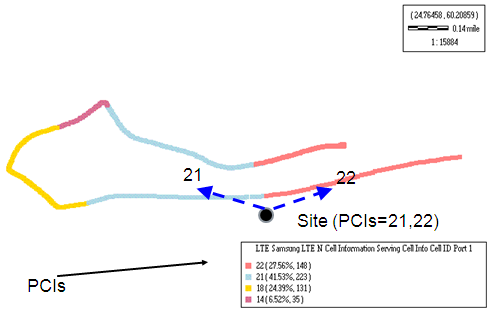 (24.76458 , 60.20859)
0.14 mile
1 : 15884
21
22
Site (PCIs=21,22)
LTE Samsung LTE N Cell Information Serving Cell Info Cell ID Port 1
22 (27.56%, 148)
21 (41.53%, 223)
18 (24.39%, 131)
14 (6.52%, 35)
PCIs